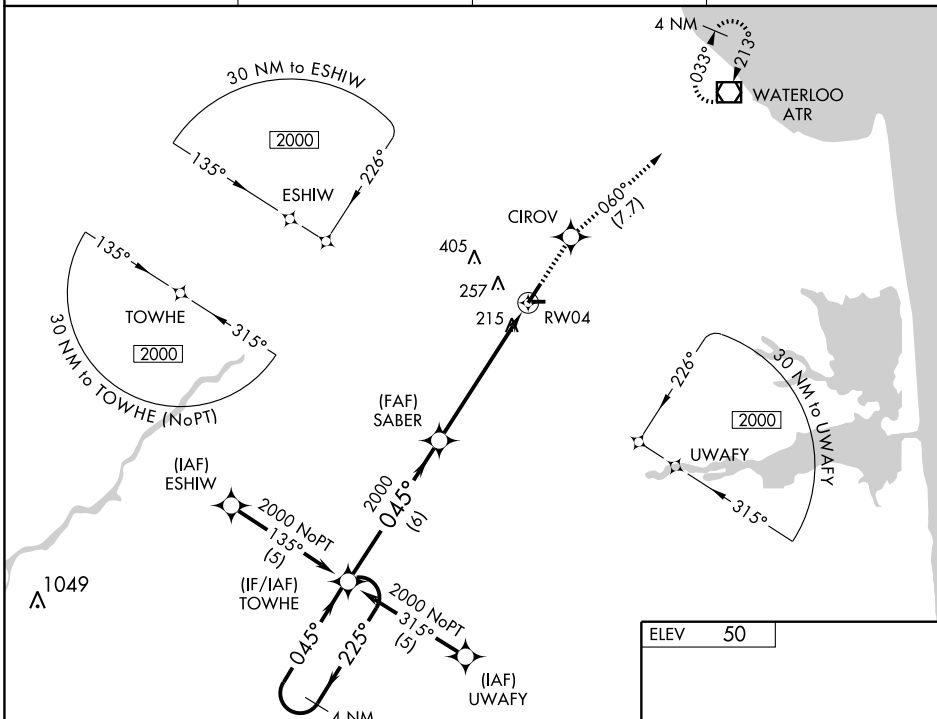 4 NM
033°
213°
WATERLOO
ATR
30 NM to ESHIW
2000
135°
226°
ESHIW
060°
(7.7)
CIROV
405
257
215
RW04
135°
TOWHE
315°
2000
30 NM to TOWHE (NoPT)
226°
30 NM to UWAFY
2000
UWAFY
315°
(FAF)
SABER
2000
045°
(6)
(IAF)
ESHIW
2000 NoPT
135°
(5)
(IF/IAF)
TOWHE
2000 NoPT
315°
(5)
1049
045°
225°
4 NM
(IAF)
UWAFY
ELEV 50